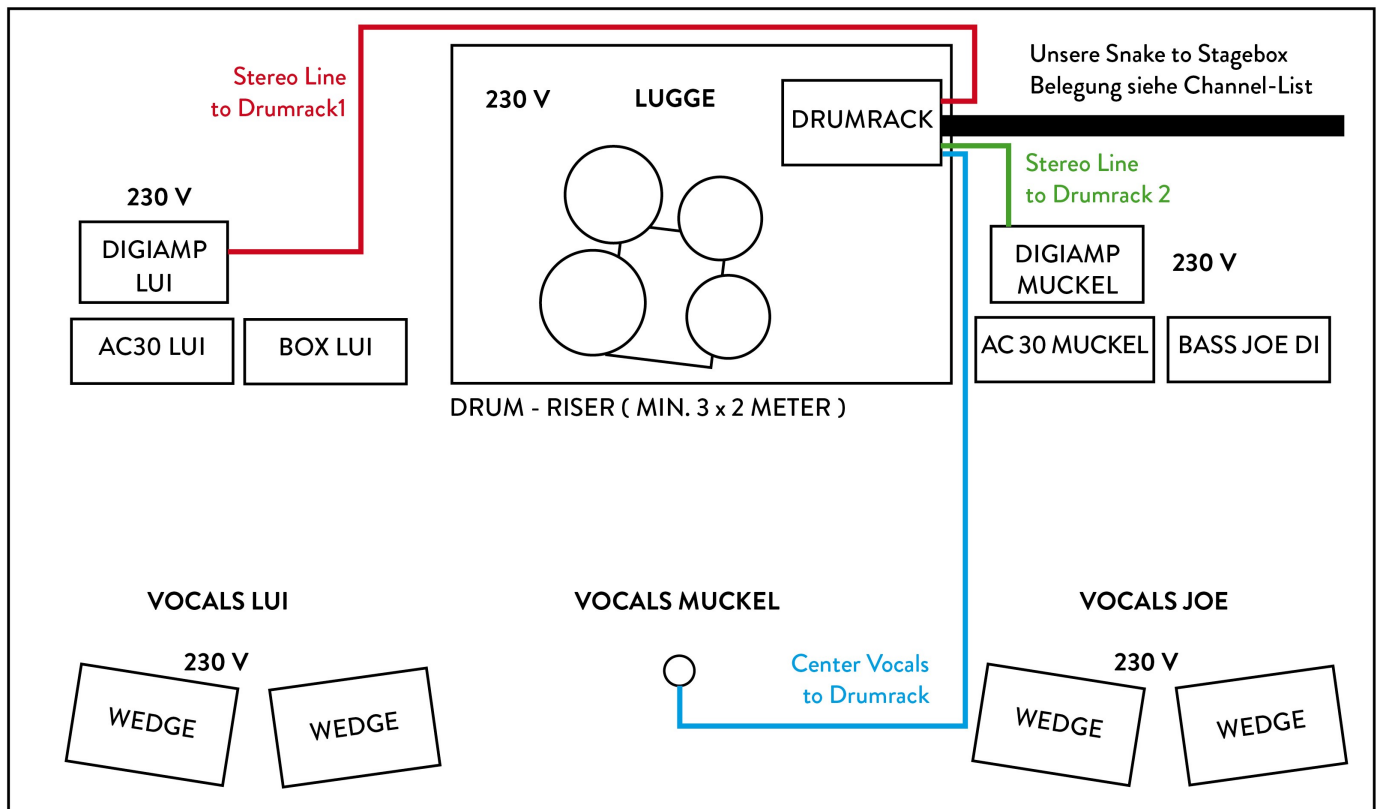 Stereo Line
to Drumrack1
230 V
LUGGE
DRUMRACK
Unsere Snake to Stagebox
Belegung siehe Channel-List
Stereo Line
to Drumrack 2
230 V
DIGIAMP
LUI
DIGIAMP
MUCKEL
230 V
AC30 LUI
BOX LUI
AC 30 MUCKEL
BASS JOE DI
DRUM - RISER ( MIN. 3 x 2 METER )
VOCALS LUI
VOCALS MUCKEL
VOCALS JOE
230 V
WEDGE
WEDGE
Center Vocals
to Drumrack
230 V
WEDGE
WEDGE